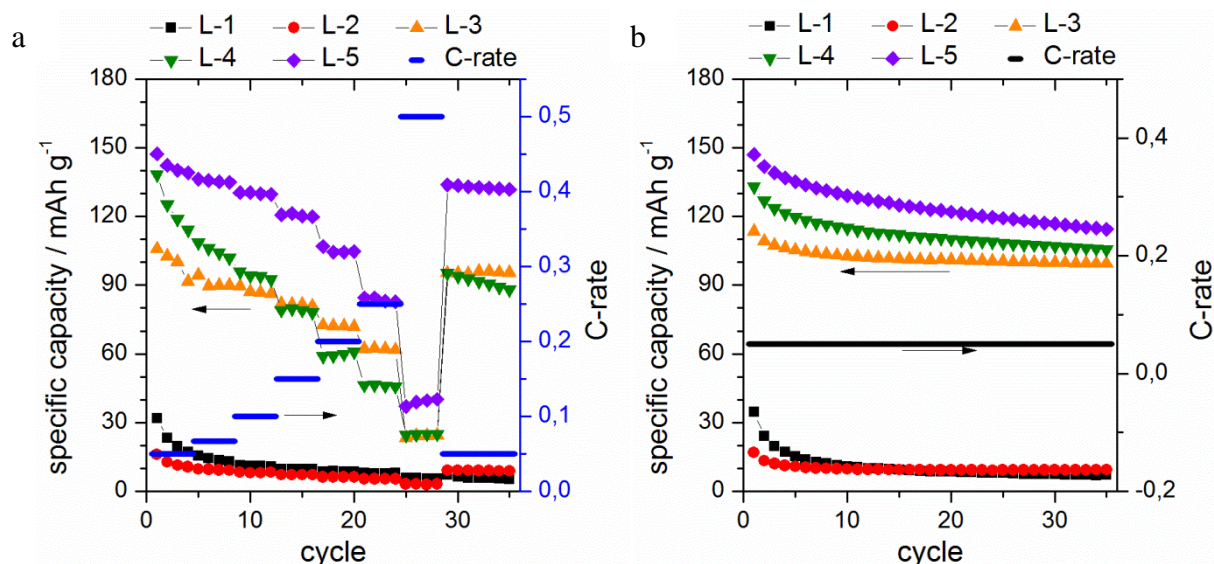 a
L-1 L-2 L-3
L-4 L-5 C-rate
180
150
120
90
60
30
0
specific capacity / mAh g⁻¹
0 10 20 30
cycle
0,5
0,4
0,3
0,2
0,1
0,0
C-rate
b
L-1 L-2 L-3
L-4 L-5 C-rate
180
150
120
90
60
30
0
specific capacity / mAh g⁻¹
0 10 20 30
cycle
0,4
0,2
0,0
-0,2
C-rate